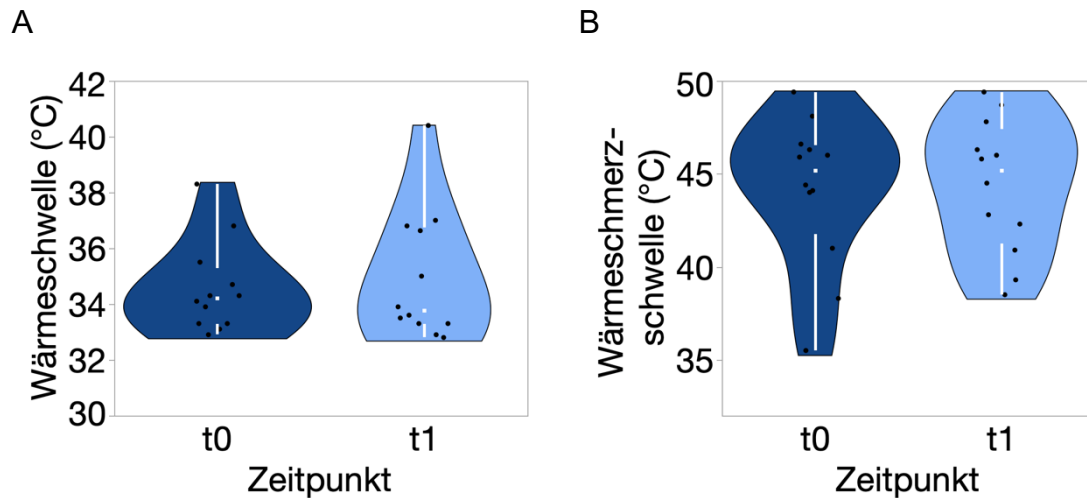 A
Wärmeschwelle (°C)
42
40
38
36
34
32
30
t0
t1
Zeitpunkt
B
Wärmeschmerz-
schwelle (°C)
50
45
40
35
t0
t1
Zeitpunkt